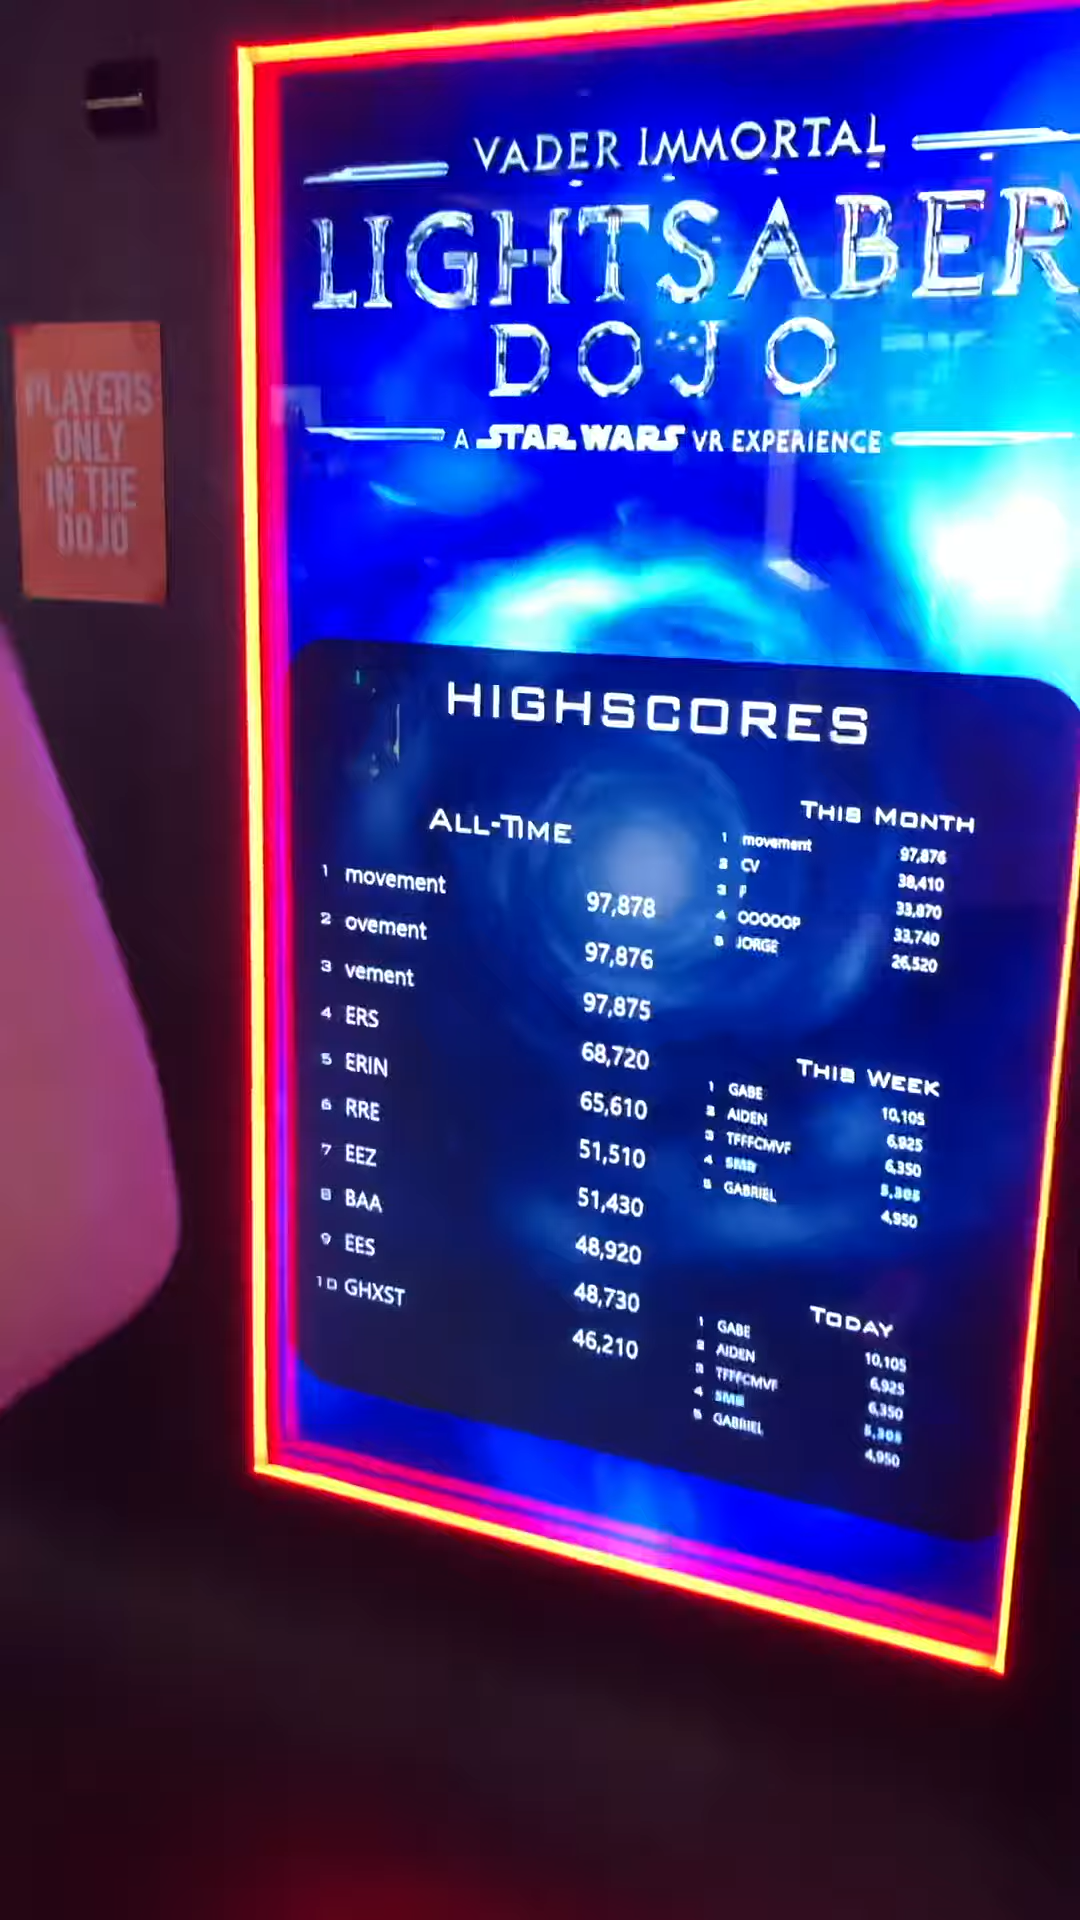 VADER IMMORTAL
LIGHTSABER
DOJO
A STAR WARS VR EXPERIENCE
PLAYERS
ONLY
IN THE
DOJO
HIGHSCORES
ALL-TIME
1 movement 97,878
2 ovement 97,876
3 vement 97,875
4 ERS 68,720
5 ERIN 65,610
6 RRE 51,510
7 EEZ 51,430
8 BAA 48,920
9 EES 48,730
10 GHXST 46,210
THIS MONTH
1 movement 97,876
2 CV 38,410
3 P 33,870
4 OOOOOP 33,740
5 JORGE 26,520
THIS WEEK
1 GABE 10,105
2 AIDEN 6,925
3 TFFFCMVF 6,350
4 5,305
5 GABRIEL 4,950
TODAY
1 GABE 10,105
2 AIDEN 6,925
3 TFFFCMVF 6,350
4 5,305
5 GABRIEL 4,950